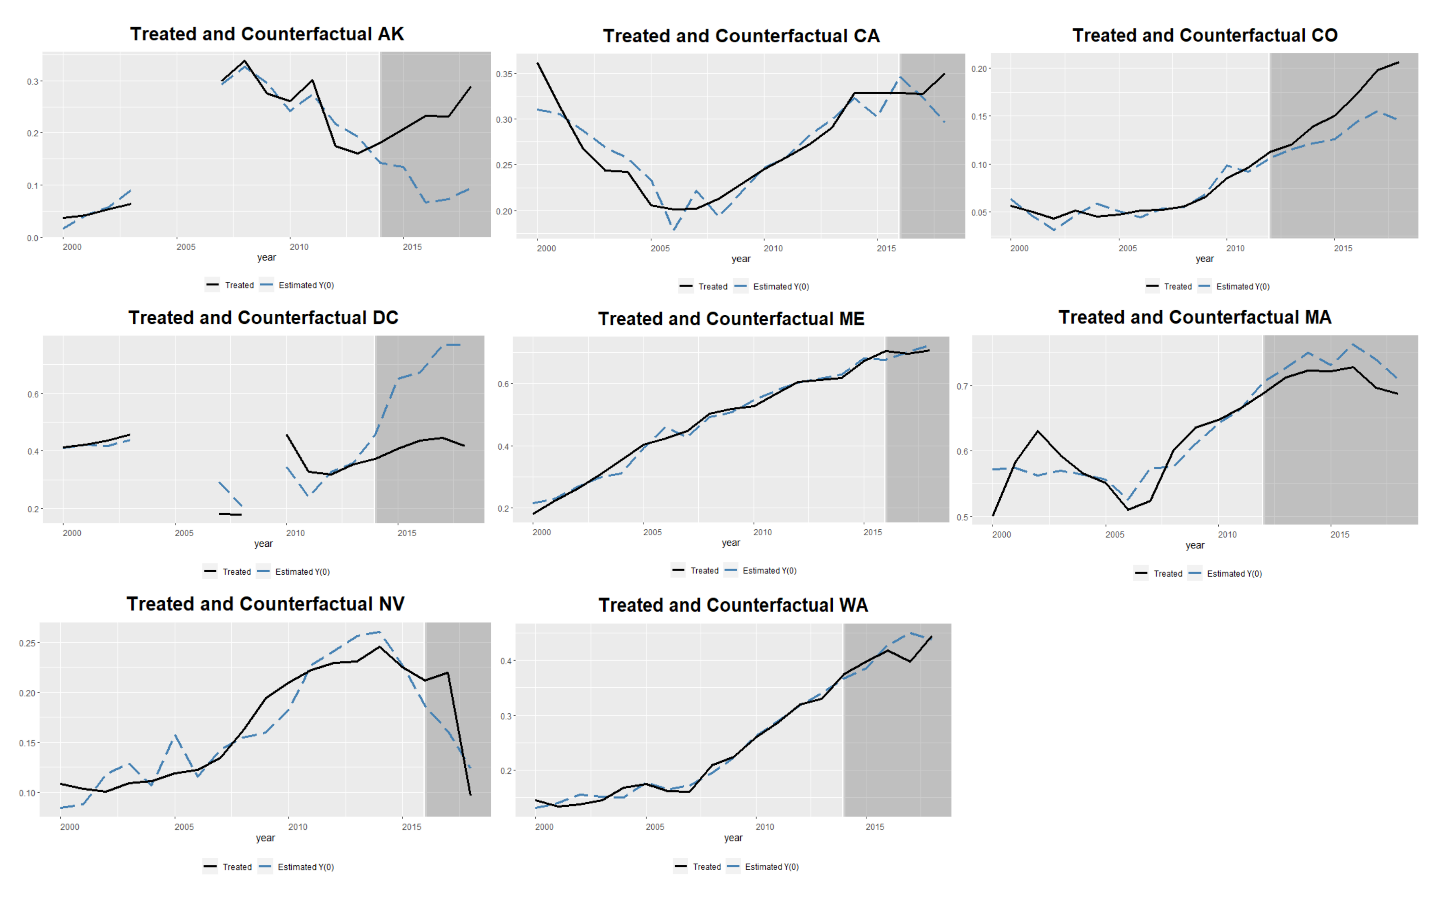 Treated and Counterfactual AK
0.3
0.2
0.1
0.0
2000 2005 2010 2015
year
Treated Estimated Y(0)
Treated and Counterfactual CA
0.35
0.30
0.25
0.20
2000 2005 2010 2015
year
Treated Estimated Y(0)
Treated and Counterfactual CO
0.20
0.15
0.10
0.05
2000 2005 2010 2015
year
Treated Estimated Y(0)
Treated and Counterfactual DC
0.6
0.4
0.2
2000 2005 2010 2015
year
Treated Estimated Y(0)
Treated and Counterfactual ME
0.6
0.4
0.2
2000 2005 2010 2015
year
Treated Estimated Y(0)
Treated and Counterfactual MA
0.7
0.6
0.5
2000 2005 2010 2015
year
Treated Estimated Y(0)
Treated and Counterfactual NV
0.25
0.20
0.15
0.10
2000 2005 2010 2015
year
Treated Estimated Y(0)
Treated and Counterfactual WA
0.4
0.3
0.2
2000 2005 2010 2015
year
Treated Estimated Y(0)